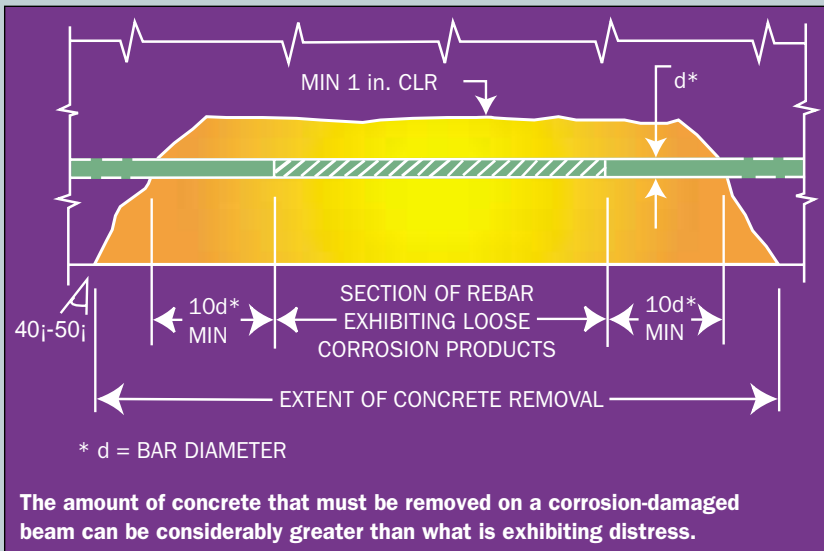 MIN 1 in. CLR
d*
40¡-50¡
10d*
MIN
SECTION OF REBAR
EXHIBITING LOOSE
CORROSION PRODUCTS
10d*
MIN
EXTENT OF CONCRETE REMOVAL
* d = BAR DIAMETER
The amount of concrete that must be removed on a corrosion-damaged
beam can be considerably greater than what is exhibiting distress.